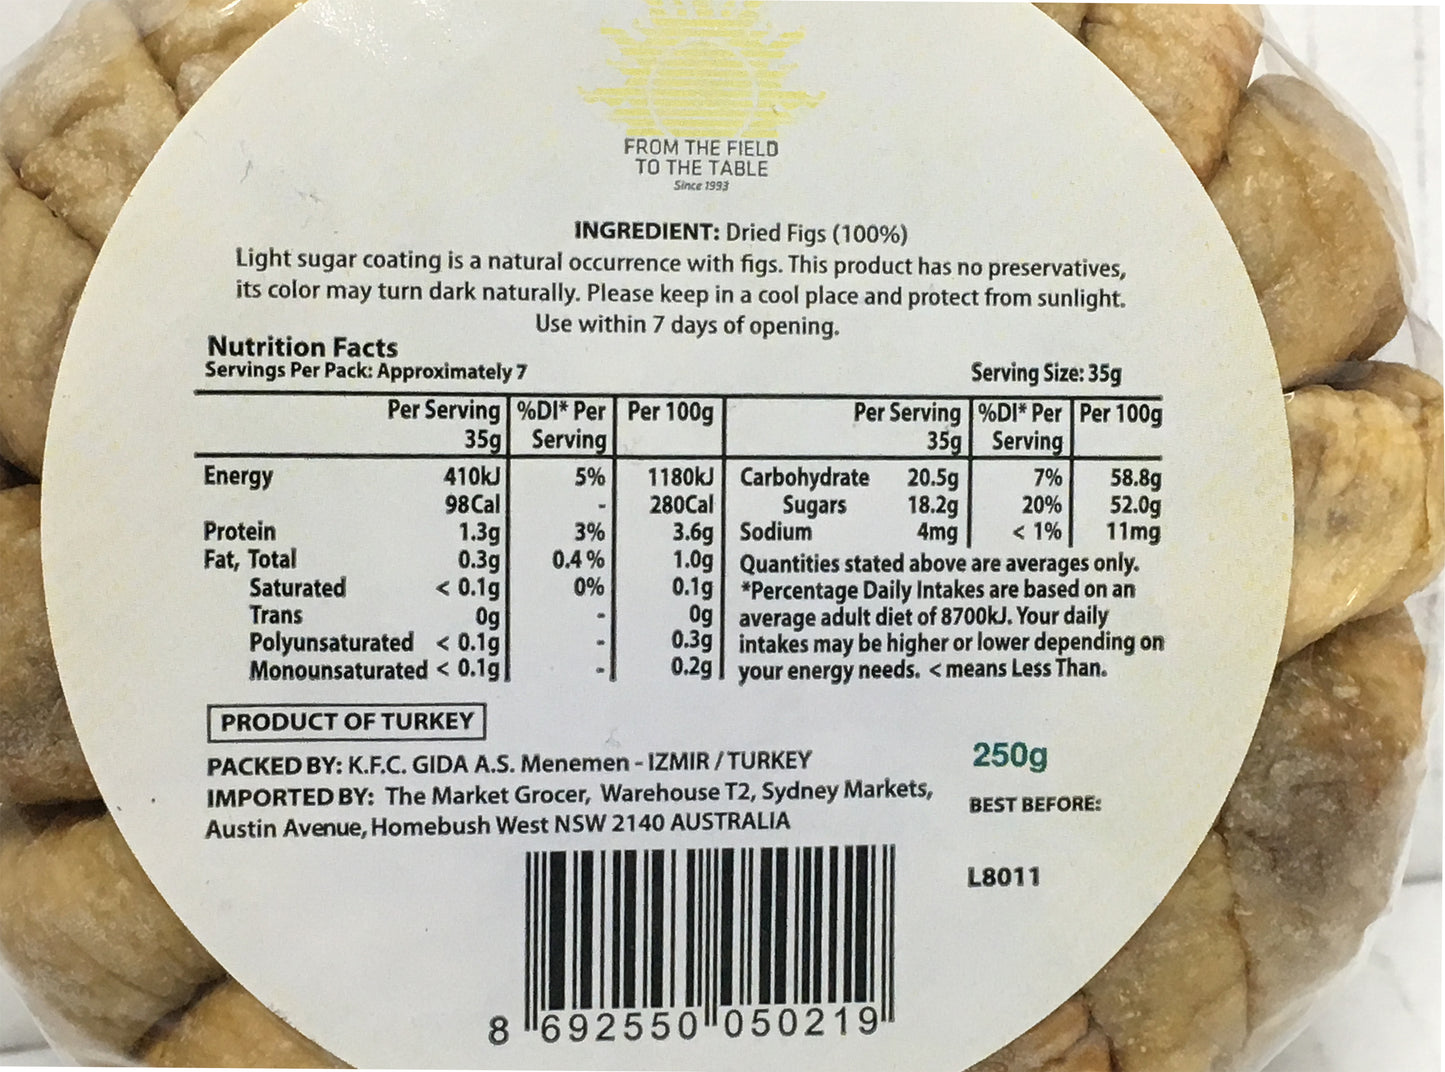 FROM THE FIELD
TO THE TABLE
Since 1993
INGREDIENT: Dried Figs (100%)
Light sugar coating is a natural occurrence with figs. This product has no preservatives,
its color may turn dark naturally. Please keep in a cool place and protect from sunlight.
Use within 7 days of opening.
Nutrition Facts
Servings Per Pack: Approximately 7
Serving Size: 35g
Per Serving %DI* Per Per 100g
35g Serving
Energy 410kJ 5% 1180kJ
98Cal - 280Cal
Protein 1.3g 3% 3.6g
Fat, Total 0.3g 0.4% 1.0g
Saturated < 0.1g 0% 0.1g
Trans 0g - 0g
Polyunsaturated < 0.1g - 0.3g
Monounsaturated < 0.1g - 0.2g
Per Serving %DI* Per Per 100g
35g Serving
Carbohydrate 20.5g 7% 58.8g
Sugars 18.2g 20% 52.0g
Sodium 4mg < 1% 11mg
Quantities stated above are averages only.
*Percentage Daily Intakes are based on an
average adult diet of 8700kJ. Your daily
intakes may be higher or lower depending on
your energy needs. < means Less Than.
PRODUCT OF TURKEY
PACKED BY: K.F.C. GIDA A.S. Menemen - IZMIR / TURKEY
IMPORTED BY: The Market Grocer, Warehouse T2, Sydney Markets,
Austin Avenue, Homebush West NSW 2140 AUSTRALIA
250g
BEST BEFORE:
L8011
8 692550 050219